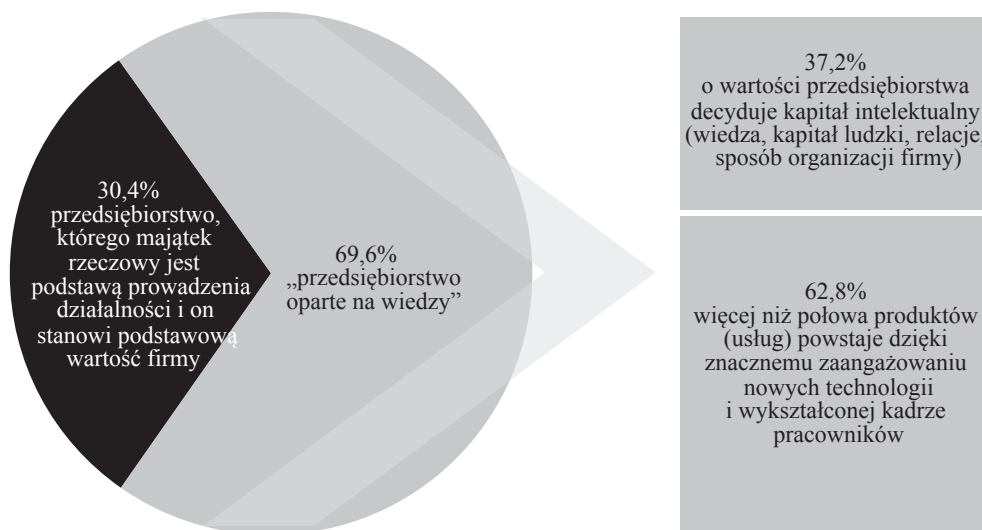 30,4%
przedsiębiorstwo,
którego majątek
rzeczowy jest
podstawą prowadzenia
działalności i on
stanowi podstawową
wartość firmy
69,6%
„przedsiębiorstwo
oparte na wiedzy”
37,2%
o wartości przedsiębiorstwa
decyduje kapitał intelektualny
(wiedza, kapitał ludzki, relacje,
sposób organizacji firmy)
62,8%
więcej niż połowa produktów
(usług) powstaje dzięki
znacznemu zaangażowaniu
nowych technologii
i wykształconej kadrze
pracowników